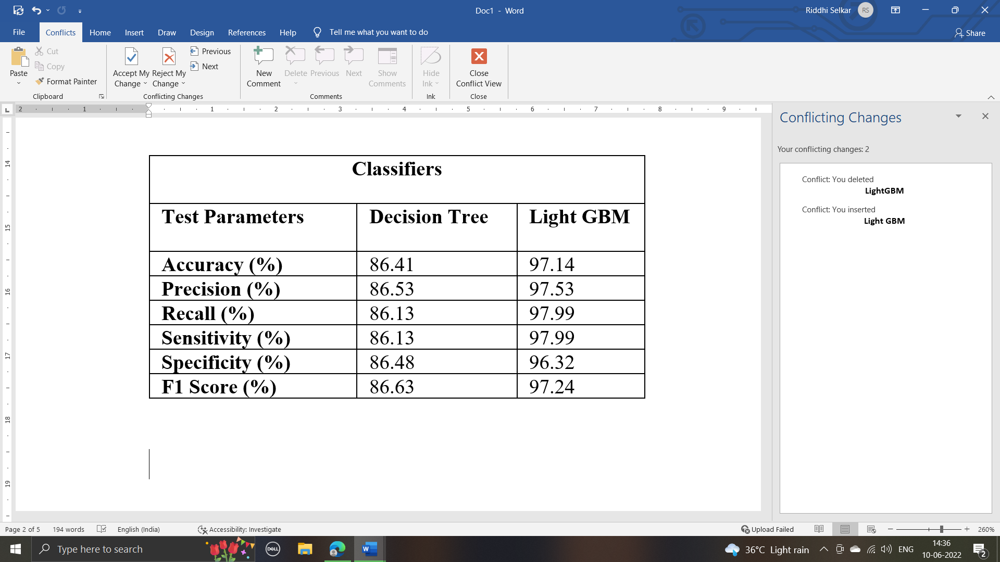 Doc1 - Word
Riddhi Selkar RS
File Conflicts Home Insert Draw Design References Help Tell me what you want to do Share
Paste Cut Copy Format Painter
Clipboard
Accept My Change Reject My Change Previous Next
Conflicting Changes
New Comment Delete Previous Next Show Comments
Comments
Hide Ink
Ink
Close Conflict View
Close
L 2 1 1 2 3 4 5 6 7 8 9
14
15
16
17
18
19
Classifiers
Test Parameters Decision Tree Light GBM
Accuracy (%) 86.41 97.14
Precision (%) 86.53 97.53
Recall (%) 86.13 97.99
Sensitivity (%) 86.13 97.99
Specificity (%) 86.48 96.32
F1 Score (%) 86.63 97.24
Conflicting Changes
Your conflicting changes: 2
Conflict: You deleted
LightGBM
Conflict: You inserted
Light GBM
Page 2 of 5 194 words English (India) Accessibility: Investigate Upload Failed 260%
Type here to search DELL W 36°C Light rain ENG 14:36
10-06-2022 2